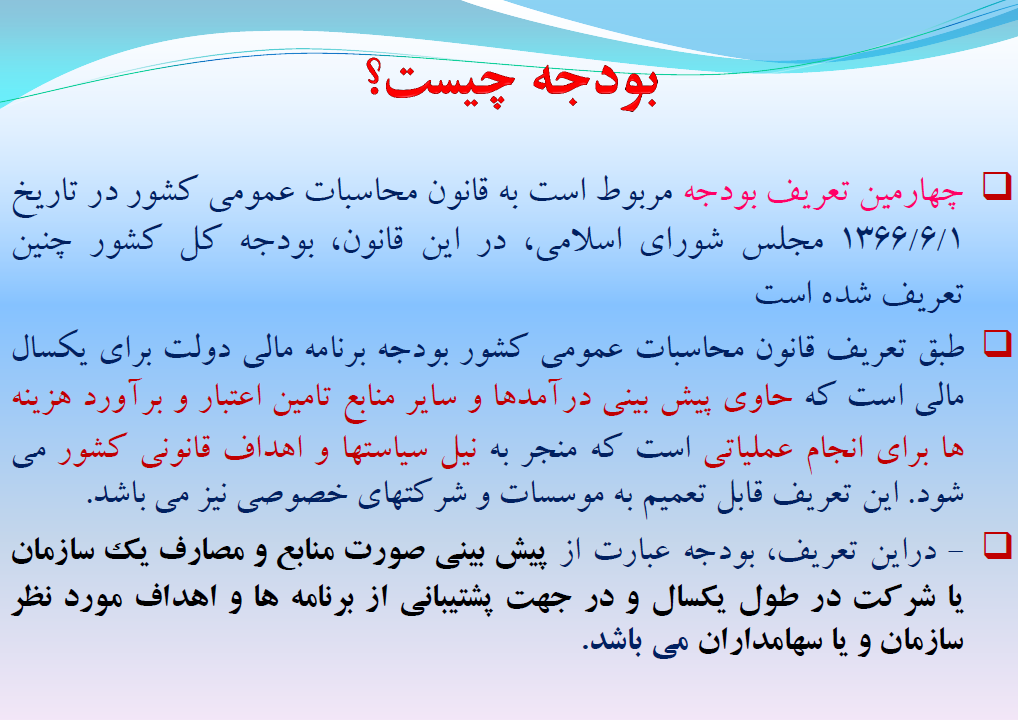 بودجه چیست؟
چهارمین تعریف بودجه مربوط است به قانون محاسبات عمومی کشور در تاریخ
۱۳۶۶/۶/۱ مجلس شورای اسلامی، در این قانون، بودجه کل کشور چنین
تعریف شده است
طبق تعریف قانون محاسبات عمومی کشور بودجه برنامه مالی دولت برای یکسال
مالی است که حاوی پیش بینی درآمدها و سایر منابع تامین اعتبار و برآورد هزینه
ها برای انجام عملیاتی است که منجر به نیل سیاستها و اهداف قانونی کشور می
شود. این تعریف قابل تعمیم به موسسات و شرکتهای خصوصی نیز می باشد.
– دراین تعریف، بودجه عبارت از پیش بینی صورت منابع و مصارف یک سازمان
یا شرکت در طول یکسال و در جهت پشتیبانی از برنامه ها و اهداف مورد نظر
سازمان و یا سهامداران می باشد.